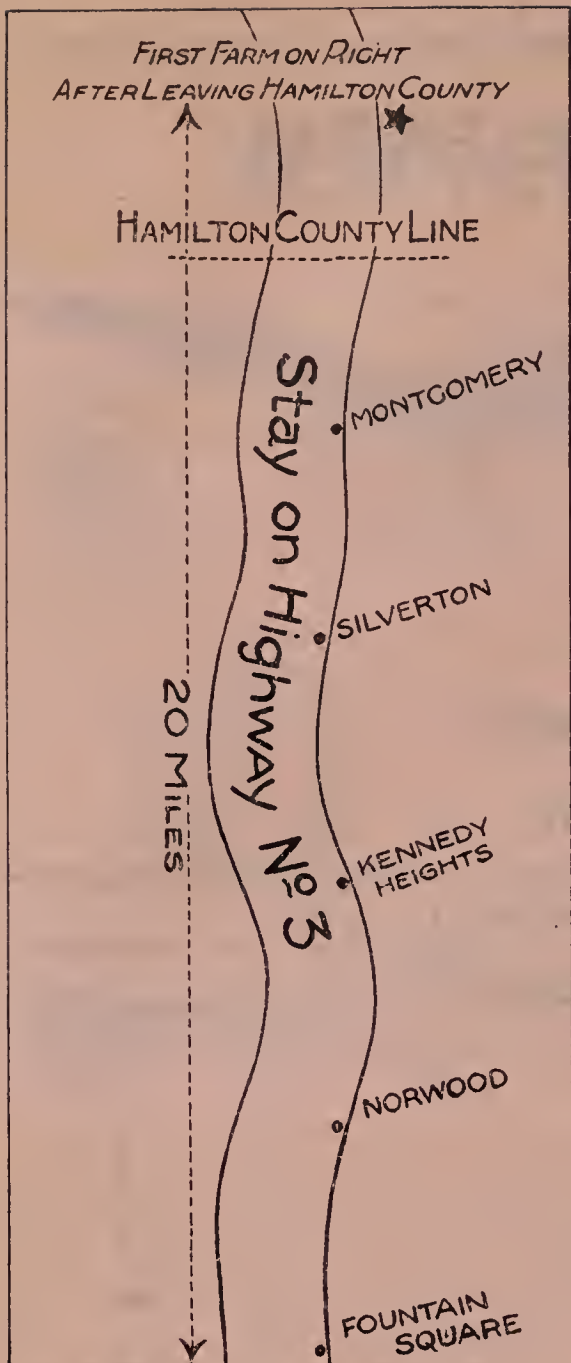 FIRST FARM ON RIGHT
AFTER LEAVING HAMILTON COUNTY
HAMILTON COUNTY LINE
MONTGOMERY
Stay on Highway No 3
SILVERTON
20 MILES
KENNEDY
HEIGHTS
NORWOOD
FOUNTAIN
SQUARE